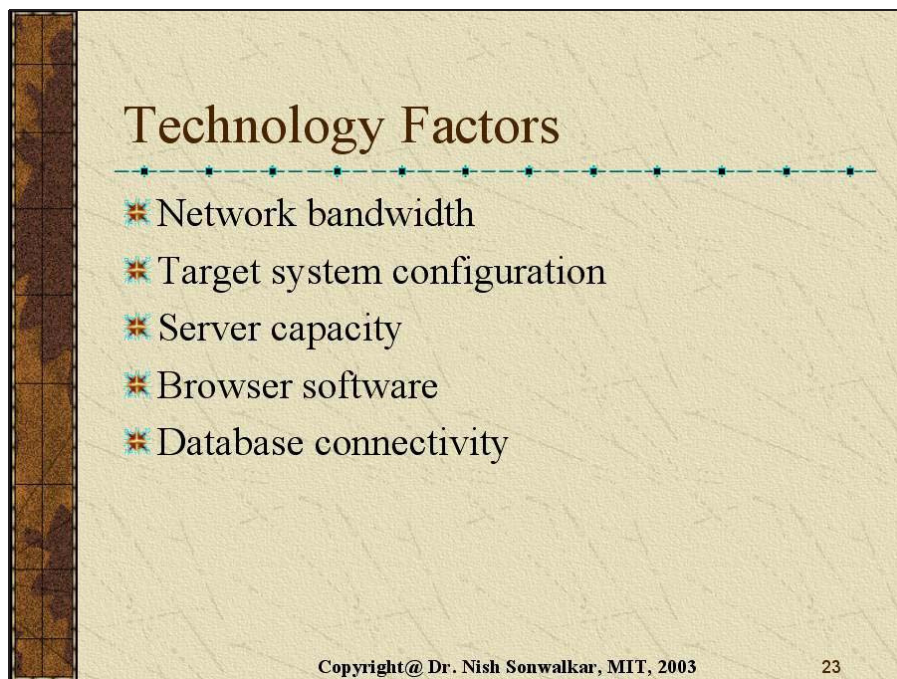 Technology Factors
Network bandwidth
Target system configuration
Server capacity
Browser software
Database connectivity
Copyright@ Dr. Nish Sonwalkar, MIT, 2003 23